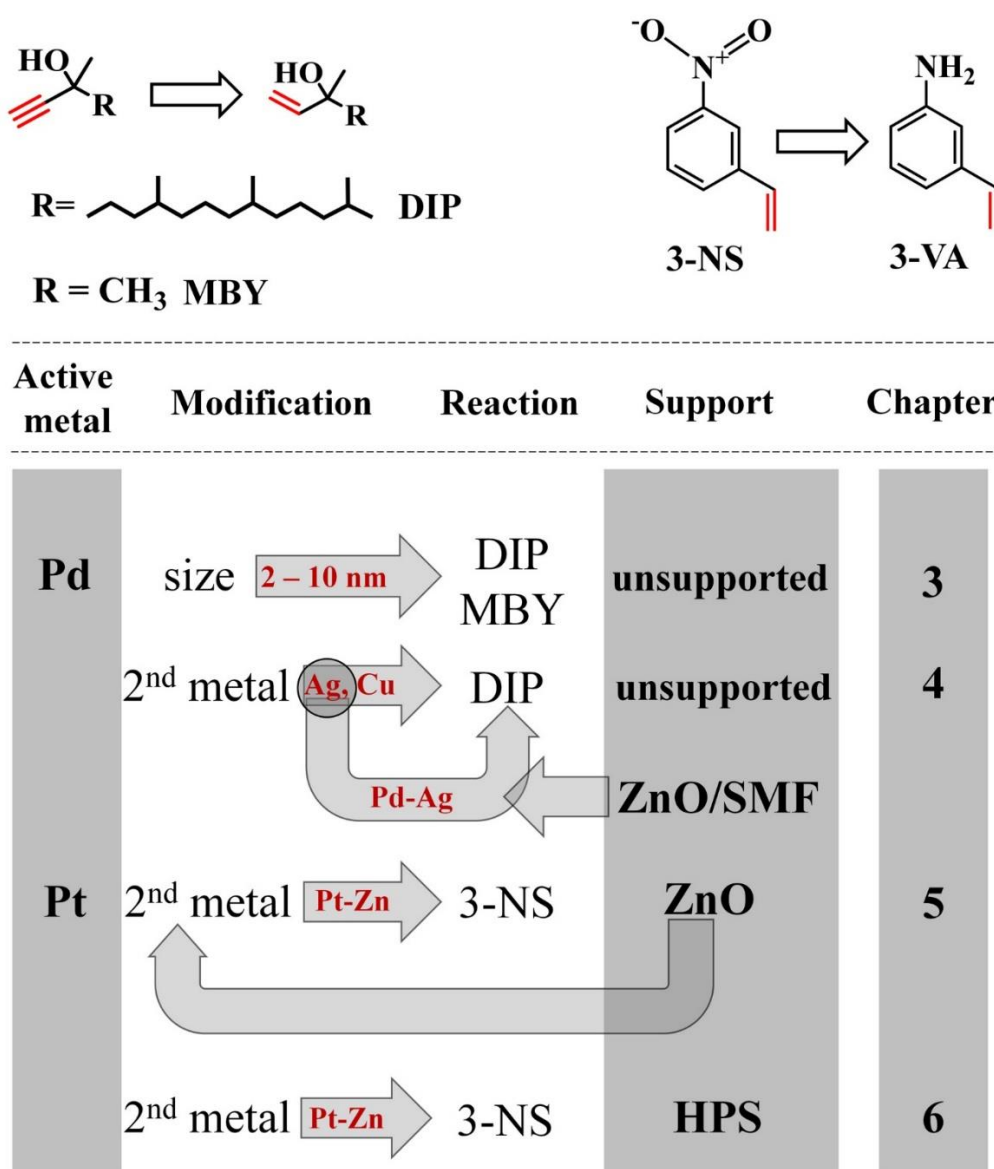 HO
R
HO
R
R= DIP
R = CH₃ MBY
⁻O O
N⁺
3-NS
NH₂
3-VA
Active metal Modification Reaction Support Chapter
Pd size 2 – 10 nm DIP MBY unsupported 3
2ⁿᵈ metal Ag, Cu DIP unsupported 4
Pd-Ag ZnO/SMF
Pt 2ⁿᵈ metal Pt-Zn 3-NS ZnO 5
2ⁿᵈ metal Pt-Zn 3-NS HPS 6